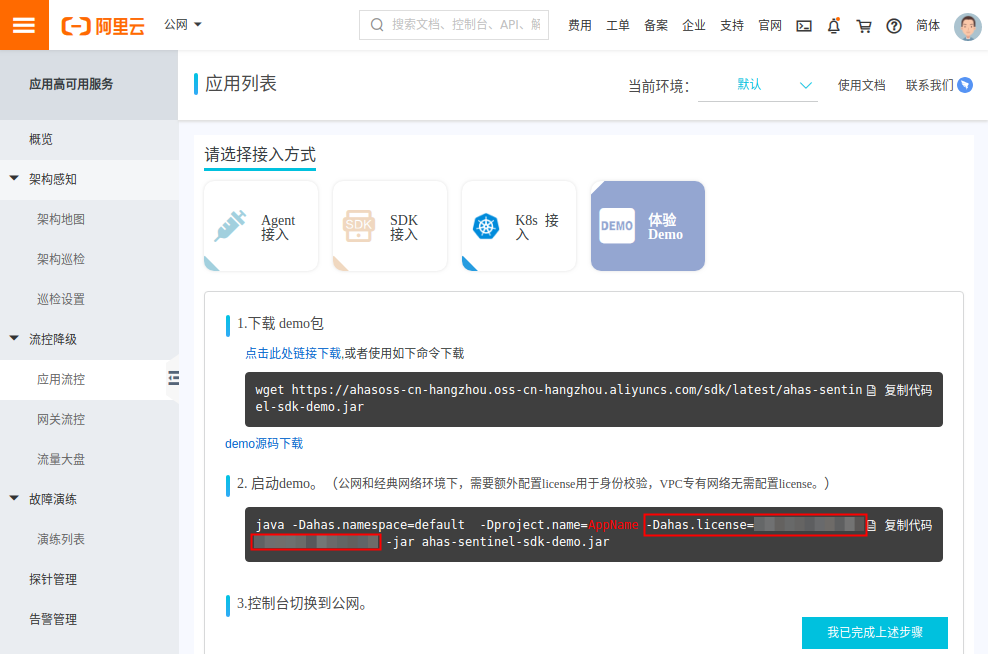 阿里云
公网
搜索文档、控制台、API、解
费用
工单
备案
企业
支持
官网
简体
应用高可用服务
概览
架构感知
架构地图
架构巡检
巡检设置
流控降级
应用流控
网关流控
流量大盘
故障演练
演练列表
探针管理
告警管理
应用列表
当前环境：
默认
使用文档
联系我们
请选择接入方式
Agent
接入
SDK
SDK
接入
K8s 接
入
DEMO
体验
Demo
1.下载 demo包
点击此处链接下载,或者使用如下命令下载
wget https://ahasoss-cn-hangzhou.oss-cn-hangzhou.aliyuncs.com/sdk/latest/ahas-sentin
el-sdk-demo.jar
复制代码
demo源码下载
2. 启动demo。（公网和经典网络环境下，需要额外配置license用于身份校验，VPC专有网络无需配置license。）
java -Dahas.namespace=default  -Dproject.name=AppName -Dahas.license=
-jar ahas-sentinel-sdk-demo.jar
复制代码
3.控制台切换到公网。
我已完成上述步骤